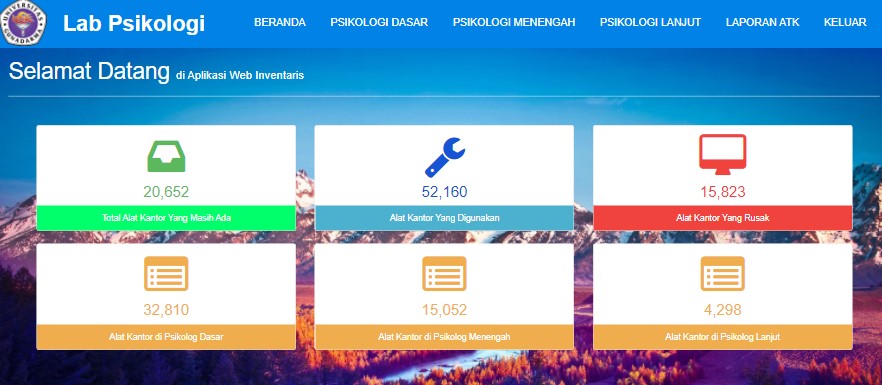 UNIVERSITAS GUNADARMA
Lab Psikologi
BERANDA PSIKOLOGI DASAR PSIKOLOGI MENENGAH PSIKOLOGI LANJUT LAPORAN ATK KELUAR
Selamat Datang di Aplikasi Web Inventaris
20,652
Total Alat Kantor Yang Masih Ada
52,160
Alat Kantor Yang Digunakan
15,823
Alat Kantor Yang Rusak
32,810
Alat Kantor di Psikolog Dasar
15,052
Alat Kantor di Psikolog Menengah
4,298
Alat Kantor di Psikolog Lanjut